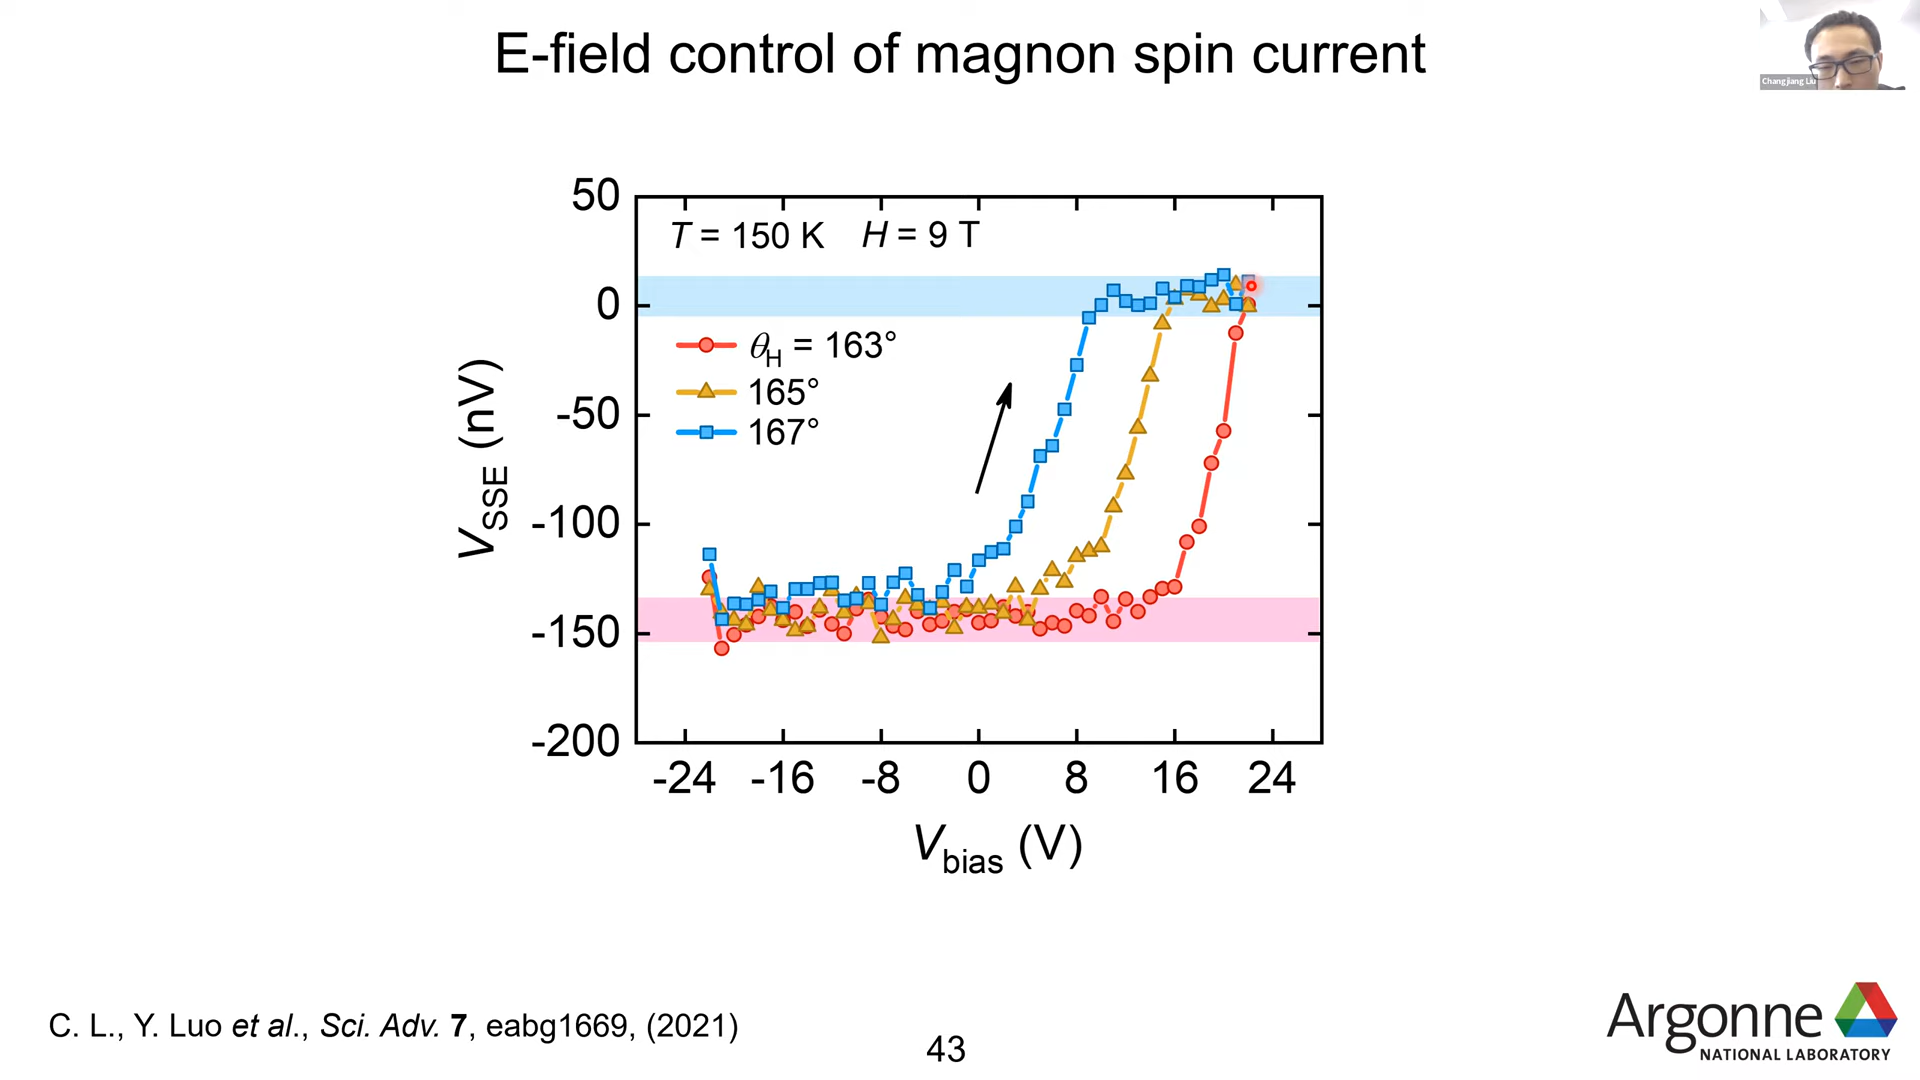 E-field control of magnon spin current
Changjiang Liu
50
0
-50
-100
-150
-200
T = 150 K H = 9 T
θH = 163°
165°
167°
VSSE (nV)
-24 -16 -8 0 8 16 24
Vbias (V)
C. L., Y. Luo et al., Sci. Adv. 7, eabg1669, (2021)
43
Argonne
NATIONAL LABORATORY